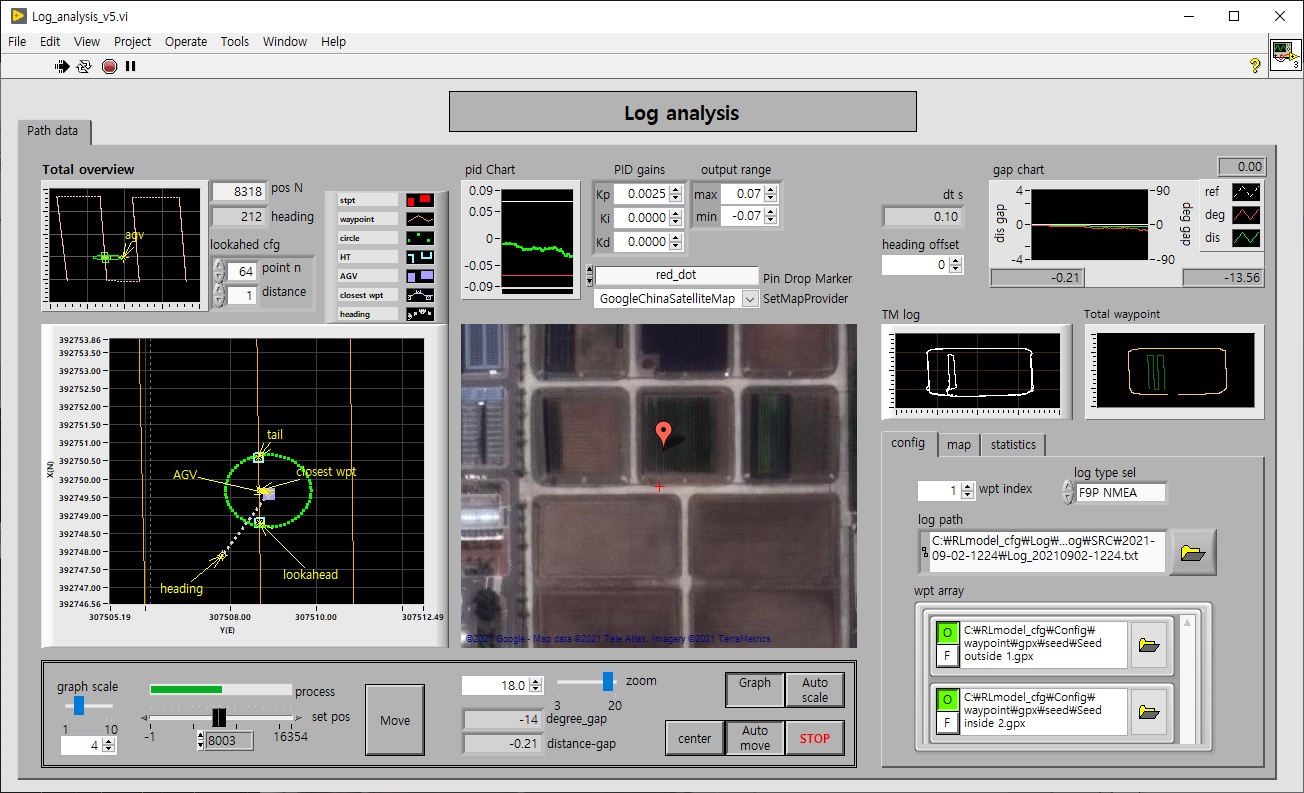 Log_analysis_v5.vi
File Edit View Project Operate Tools Window Help
3
Log analysis
Path data
Total overview
agv
8318 pos N
212 heading
lookahed cfg
64 point n
1 distance
stpt
waypoint
circle
HT
AGV
closest wpt
heading
pid Chart
0.09
0.05
0
-0.05
-0.09
PID gains
Kp 0.0025
Ki 0.0000
Kd 0.0000
output range
max 0.07
min -0.07
red_dot Pin Drop Marker
GoogleChinaSatelliteMap SetMapProvider
dt s
0.10
heading offset
0
gap chart
0.00
dis gap
4
0
-4
90
0
-90
deg gap
ref
deg
dis
-0.21
-13.56
X(N)
392753.86
392753.50
392753.00
392752.50
392752.00
392751.50
392751.00
392750.50
392750.00
392749.50
392749.00
392748.50
392748.00
392747.50
392747.00
392746.56
tail
AGV
closest wpt
lookahead
heading
307505.19 307508.00 307510.00 307512.49
Y(E)
©2021 Google - Map data ©2021 Tele Atlas, Imagery ©2021 TerraMetrics
TM log
Total waypoint
config map statistics
1 wpt index
log type sel
F9P NMEA
log path
C:₩RLmodel_cfg₩Log₩...og₩SRC₩2021-
09-02-1224₩Log_20210902-1224.txt
wpt array
O
F
C:₩RLmodel_cfg₩Config₩
waypoint₩gpx₩seed₩Seed
outside 1.gpx
O
F
C:₩RLmodel_cfg₩Config₩
waypoint₩gpx₩seed₩Seed
inside 2.gpx
graph scale
1 10
4
process
set pos
-1 16354
8003
Move
18.0
zoom
3 20
-14 degree_gap
-0.21 distance-gap
Graph
Auto
scale
center
Auto
move
STOP